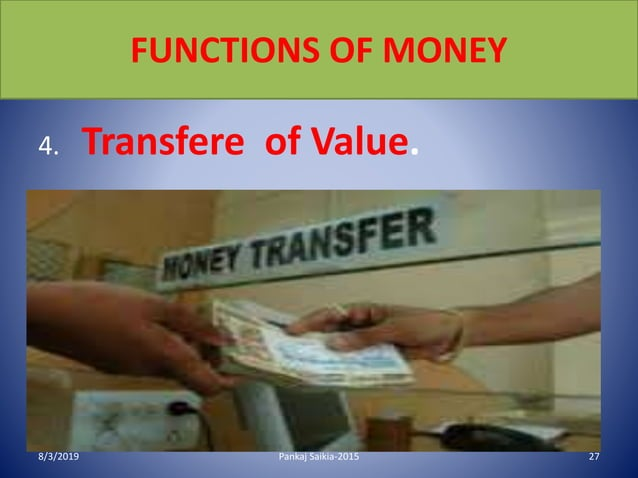 FUNCTIONS OF MONEY
4. Transfere of Value.
MONEY TRANSFER
8/3/2019 Pankaj Saikia-2015 27